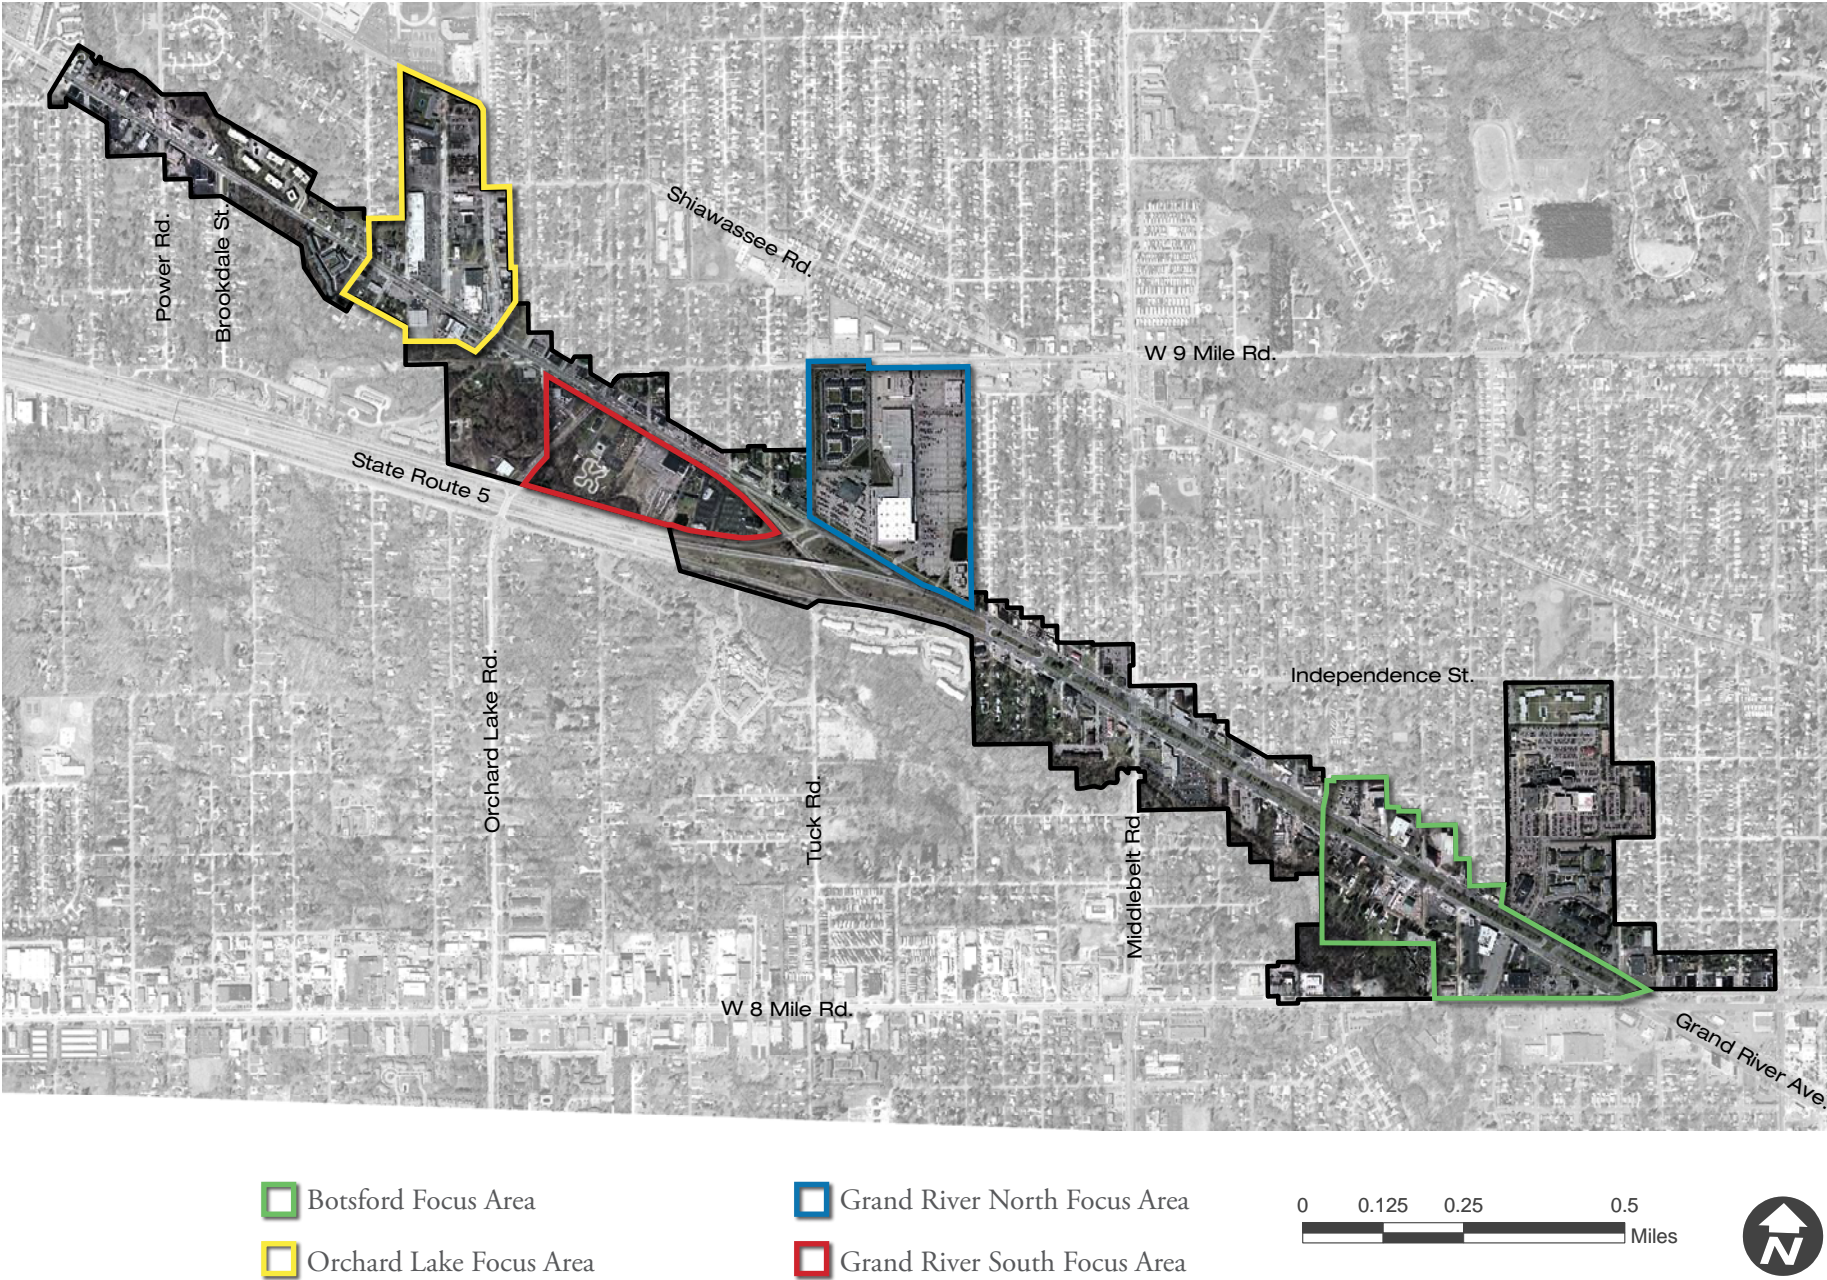 Shiawassee Rd.
Power Rd.
Brookdale St.
W 9 Mile Rd.
State Route 5
Orchard Lake Rd.
Independence St.
Tuck Rd.
Middlebelt Rd.
W 8 Mile Rd.
Grand River Ave.
Botsford Focus Area
Orchard Lake Focus Area
Grand River North Focus Area
Grand River South Focus Area
0 0.125 0.25 0.5
Miles
N